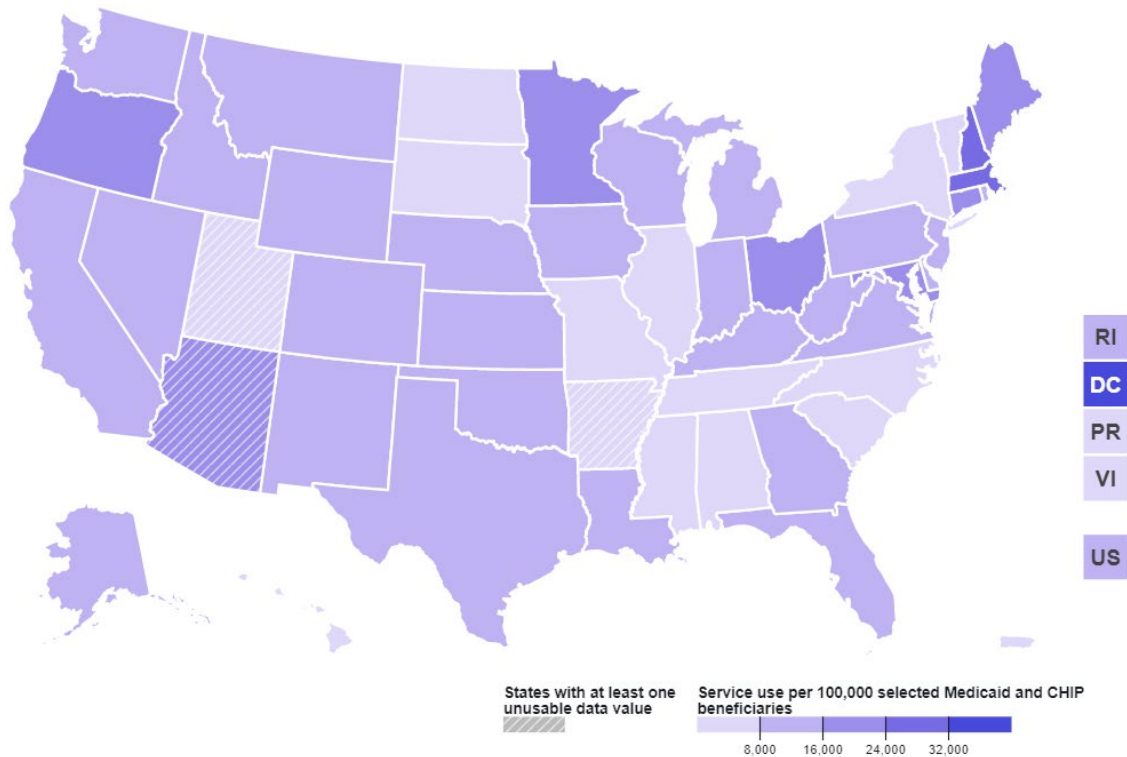 RI
DC
PR
VI
US
States with at least one
unusable data value
Service use per 100,000 selected Medicaid and CHIP
beneficiaries
8,000 16,000 24,000 32,000